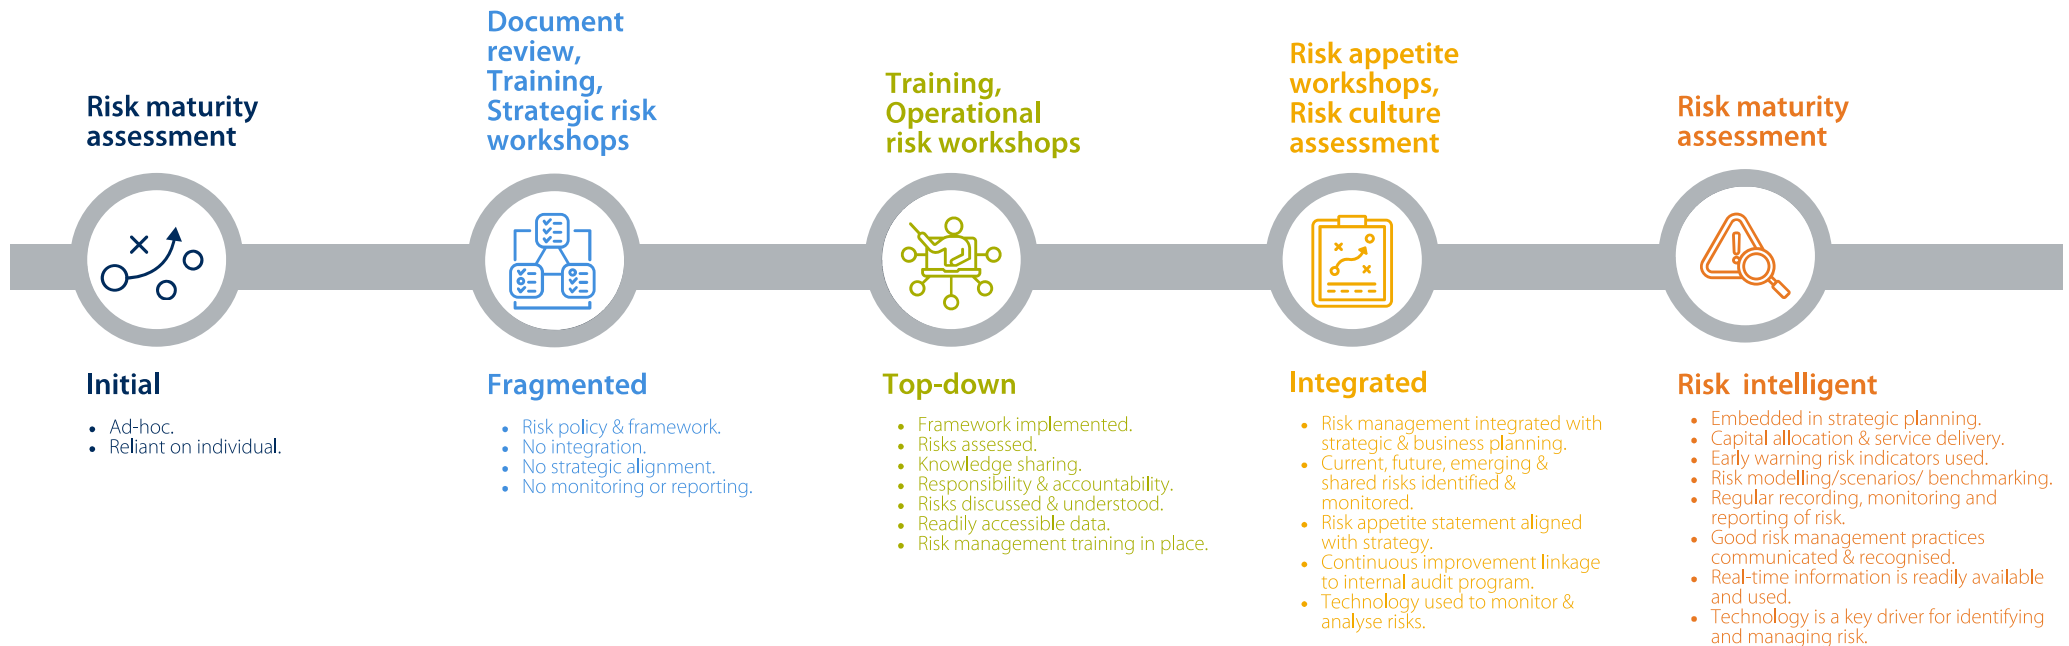 Risk maturity
assessment
Initial
• Ad-hoc.
• Reliant on individual.
Document
review,
Training,
Strategic risk
workshops
Fragmented
• Risk policy & framework.
• No integration.
• No strategic alignment.
• No monitoring or reporting.
Training,
Operational
risk workshops
Top-down
• Framework implemented.
• Risks assessed.
• Knowledge sharing.
• Responsibility & accountability.
• Risks discussed & understood.
• Readily accessible data.
• Risk management training in place.
Risk appetite
workshops,
Risk culture
assessment
Integrated
• Risk management integrated with
strategic & business planning.
• Current, future, emerging &
shared risks identified &
monitored.
• Risk appetite statement aligned
with strategy.
• Continuous improvement linkage
to internal audit program.
• Technology used to monitor &
analyse risks.
Risk maturity
assessment
Risk intelligent
• Embedded in strategic planning.
• Capital allocation & service delivery.
• Early warning risk indicators used.
• Risk modelling/scenarios/ benchmarking.
• Regular recording, monitoring and
reporting of risk.
• Good risk management practices
communicated & recognised.
• Real-time information is readily available
and used.
• Technology is a key driver for identifying
and managing risk.